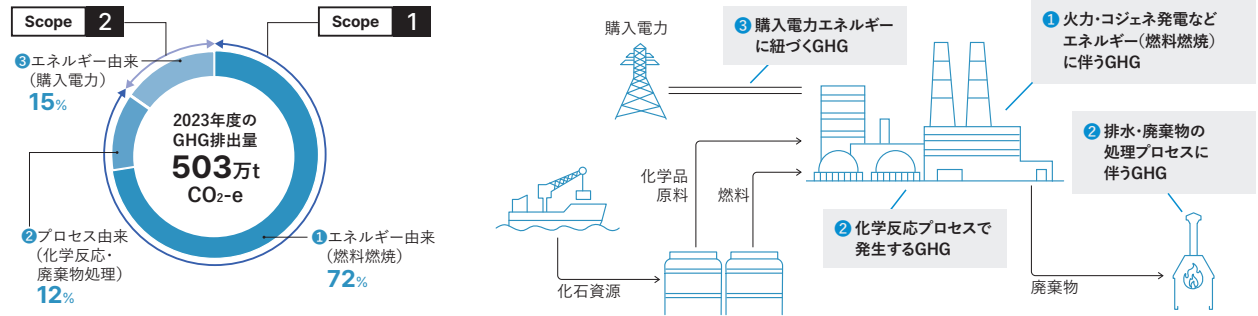 Scope 2
Scope 1
❸エネルギー由来
(購入電力)
15%
2023年度の
GHG排出量
503万t
CO₂-e
❷プロセス由来
(化学反応・
廃棄物処理)
12%
❶エネルギー由来
(燃料燃焼)
72%
購入電力
❸ 購入電力エネルギー
に紐づくGHG
❶ 火力・コジェネ発電など
エネルギー(燃料燃焼)
に伴うGHG
❷ 排水・廃棄物の
処理プロセスに
伴うGHG
化学品
原料
燃料
❷ 化学反応プロセスで
発生するGHG
化石資源
廃棄物